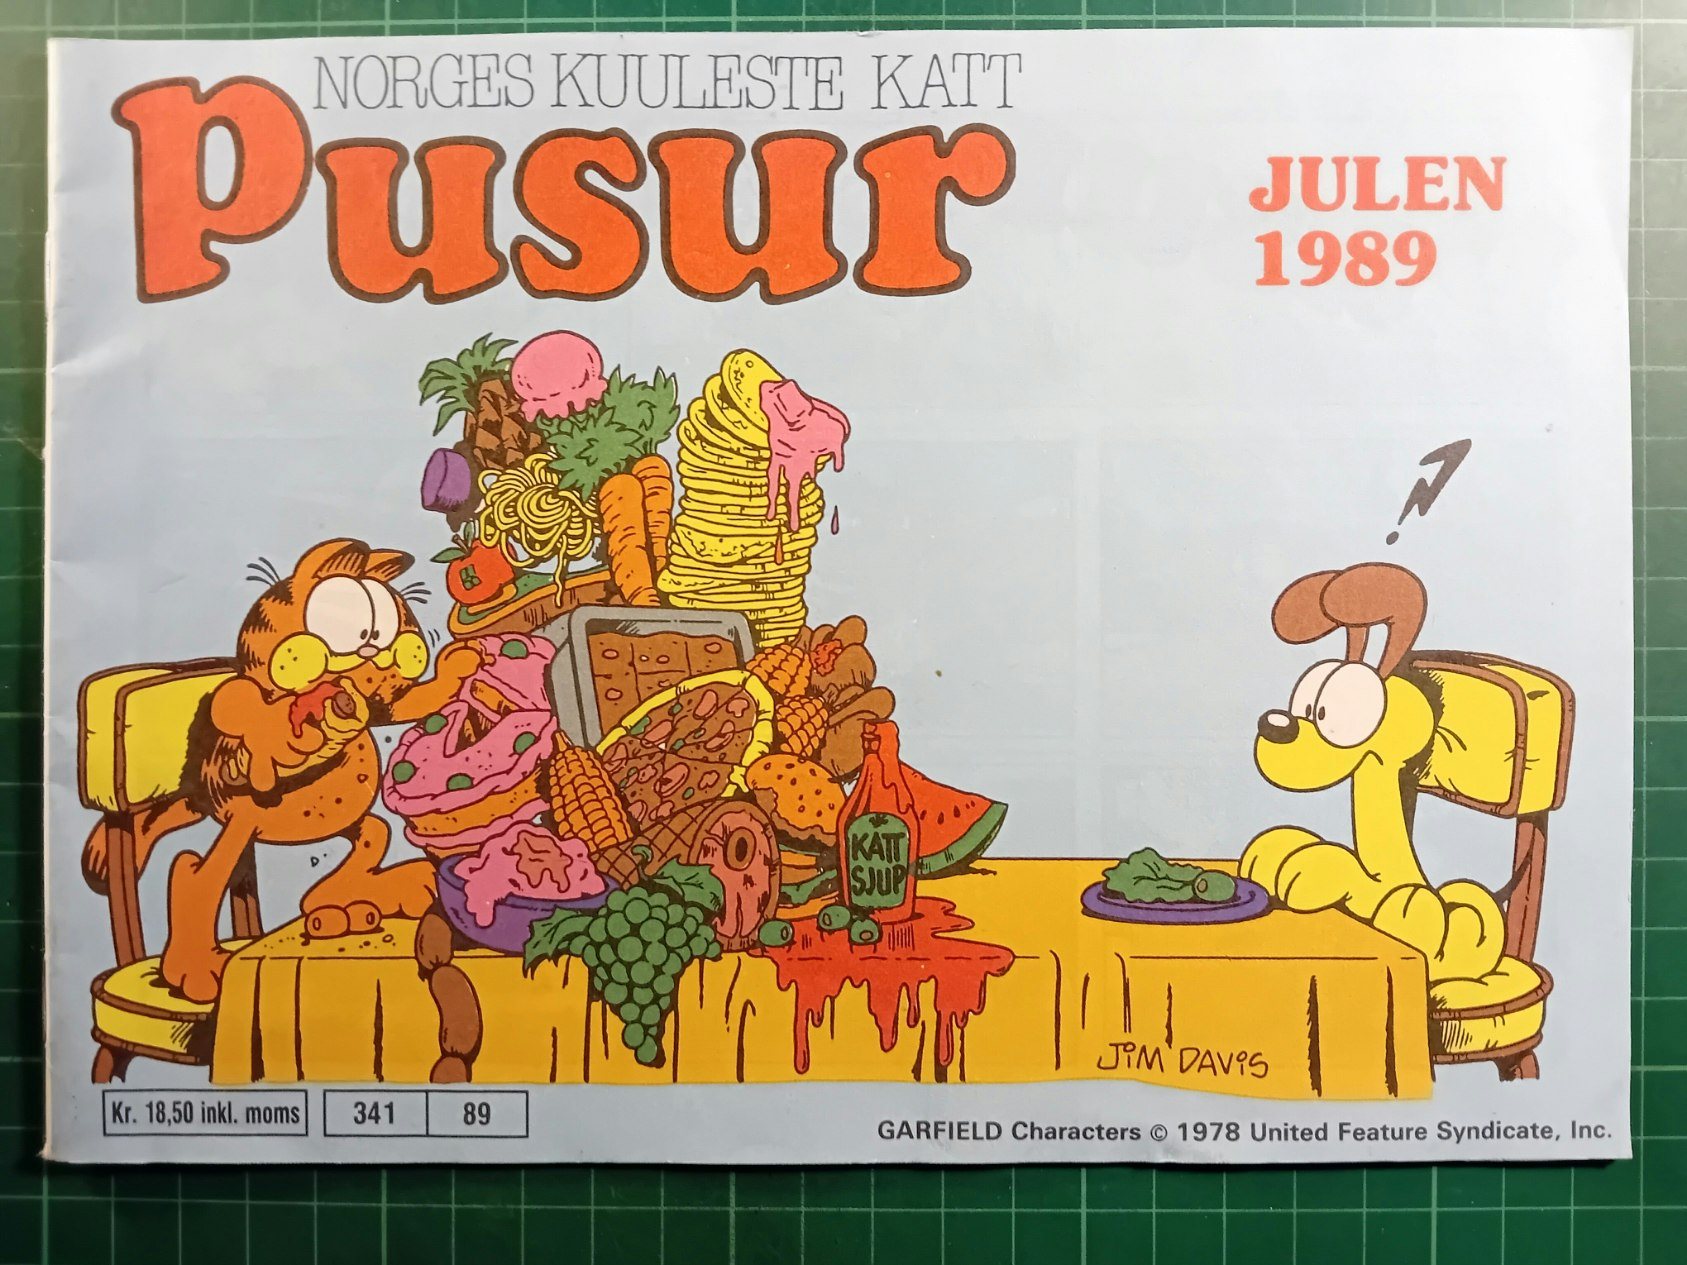 NORGES KUULESTE KATT
Pusur
JULEN
1989
KATT
SJUP
JIM DAVIS
Kr. 18,50 inkl. moms
341 89
GARFIELD Characters © 1978 United Feature Syndicate, Inc.